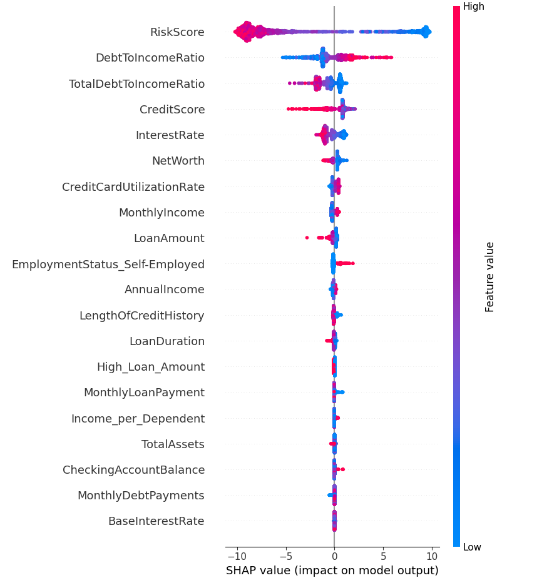 High
RiskScore
DebtToIncomeRatio
TotalDebtToIncomeRatio
CreditScore
InterestRate
NetWorth
CreditCardUtilizationRate
MonthlyIncome
LoanAmount
EmploymentStatus_Self-Employed
AnnualIncome
LengthOfCreditHistory
LoanDuration
High_Loan_Amount
MonthlyLoanPayment
Income_per_Dependent
TotalAssets
CheckingAccountBalance
MonthlyDebtPayments
BaseInterestRate
Feature value
Low
−10 −5 0 5 10
SHAP value (impact on model output)